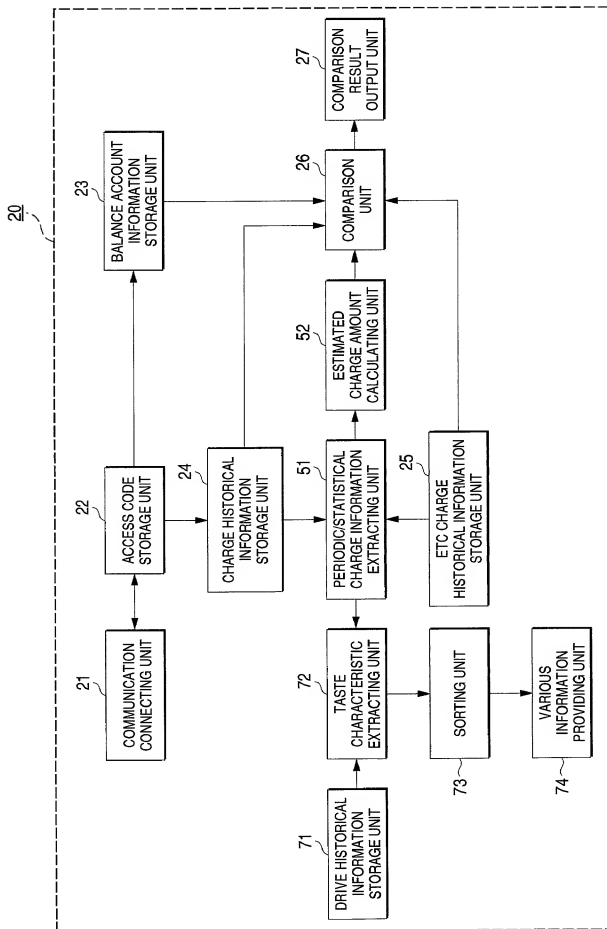 20
21
COMMUNICATION
CONNECTING UNIT
22
ACCESS CODE
STORAGE UNIT
23
BALANCE ACCOUNT
INFORMATION
STORAGE UNIT
24
CHARGE HISTORICAL
INFORMATION
STORAGE UNIT
71
DRIVE HISTORICAL
INFORMATION
STORAGE UNIT
72
TASTE
CHARACTERISTIC
EXTRACTING UNIT
51
PERIODIC/STATISTICAL
CHARGE INFORMATION
EXTRACTING UNIT
52
ESTIMATED
CHARGE AMOUNT
CALCULATING UNIT
26
COMPARISON
UNIT
27
COMPARISON
RESULT
OUTPUT UNIT
73
SORTING UNIT
25
ETC CHARGE
HISTORICAL INFORMATION
STORAGE UNIT
74
VARIOUS
INFORMATION
PROVIDING UNIT